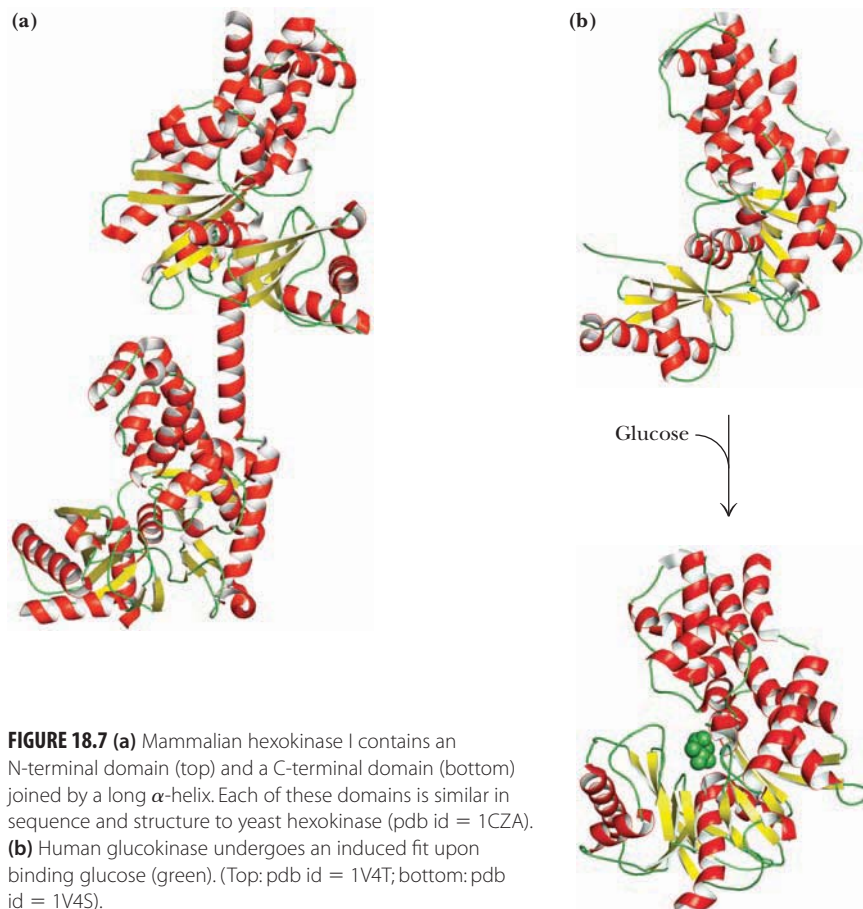 (a)
(b)
Glucose
FIGURE 18.7 (a) Mammalian hexokinase I contains an
N-terminal domain (top) and a C-terminal domain (bottom)
joined by a long α-helix. Each of these domains is similar in
sequence and structure to yeast hexokinase (pdb id = 1CZA).
(b) Human glucokinase undergoes an induced fit upon
binding glucose (green). (Top: pdb id = 1V4T; bottom: pdb
id = 1V4S).